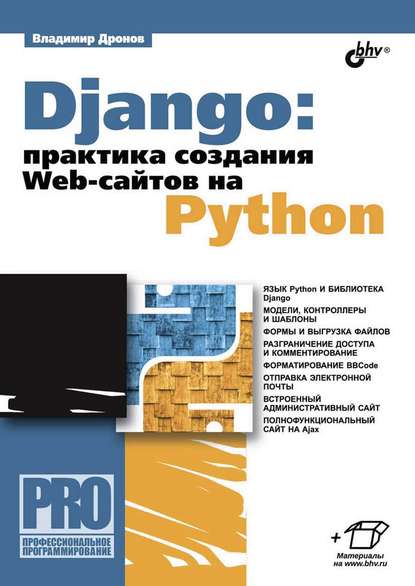 Владимир Дронов
bhv®
Django:
практика создания
Web-сайтов на
Python
ЯЗЫК Python И БИБЛИОТЕКА
Django
МОДЕЛИ, КОНТРОЛЛЕРЫ
И ШАБЛОНЫ
ФОРМЫ И ВЫГРУЗКА ФАЙЛОВ
РАЗГРАНИЧЕНИЕ ДОСТУПА
И КОММЕНТИРОВАНИЕ
ФОРМАТИРОВАНИЕ BBCode
ОТПРАВКА ЭЛЕКТРОННОЙ
ПОЧТЫ
ВСТРОЕННЫЙ
АДМИНИСТРАТИВНЫЙ САЙТ
ПОЛНОФУНКЦИОНАЛЬНЫЙ
САЙТ НА Ajax
PRO
ПРОФЕССИОНАЛЬНОЕ
ПРОГРАММИРОВАНИЕ
+
Материалы
на www.bhv.ru